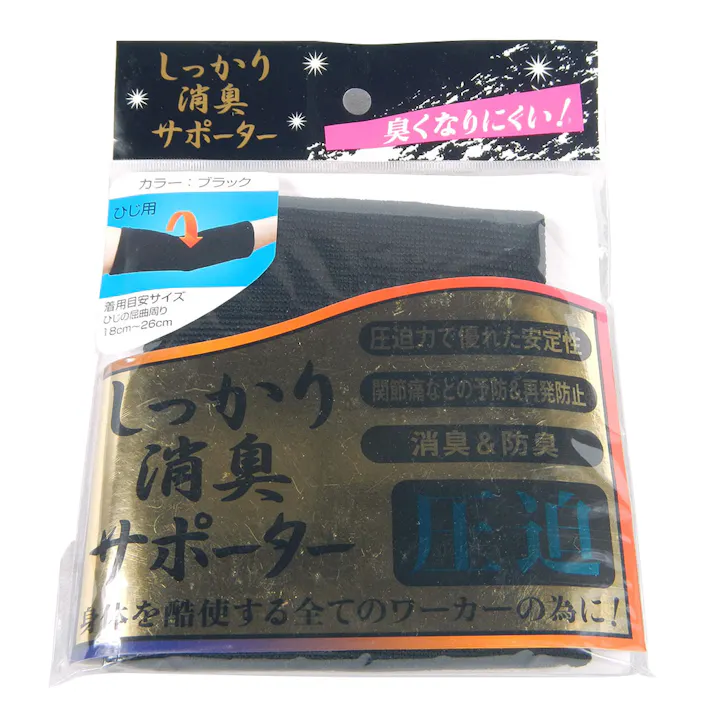 しっかり
消臭
サポーター
臭くなりにくい!
カラー:ブラック
ひじ用
着用目安サイズ
ひじの屈曲周り
18cm～26cm
圧迫力で優れた安定性
関節痛などの予防&再発防止
消臭&防臭
しっかり
消臭
サポーター
圧迫
身体を酷使する全てのワーカーの為に!